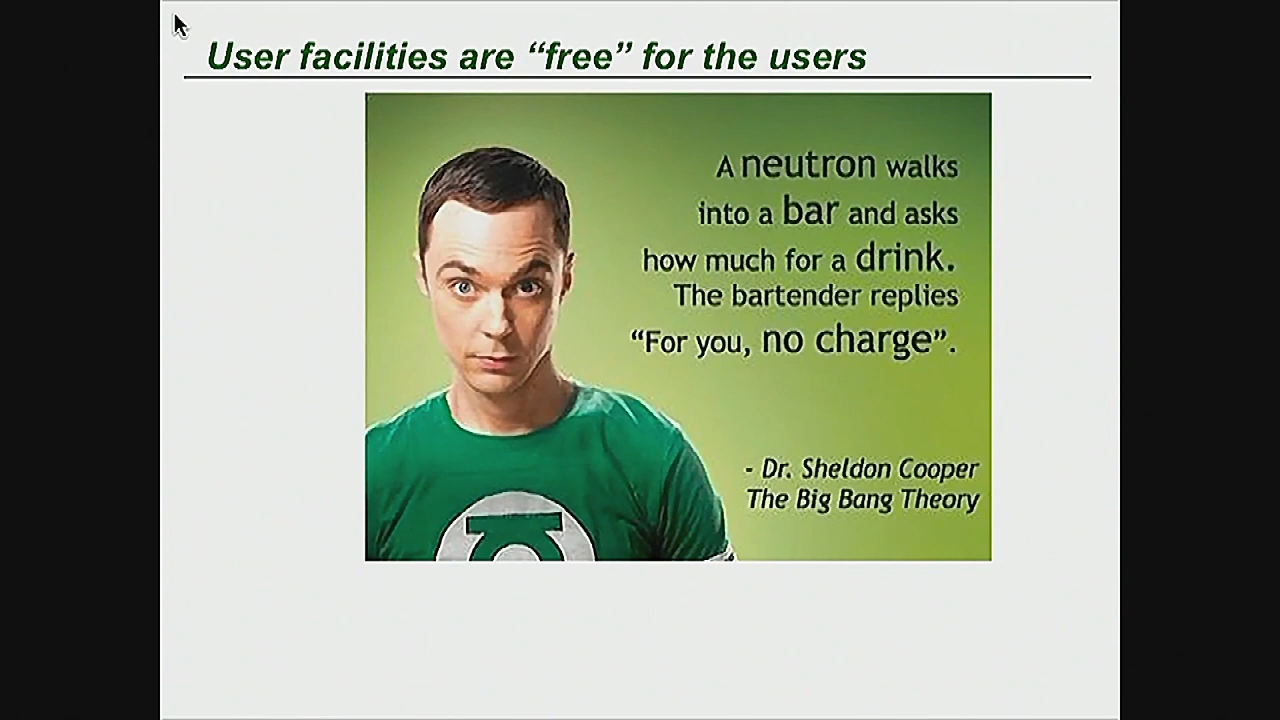 User facilities are “free” for the users
A neutron walks
into a bar and asks
how much for a drink.
The bartender replies
“For you, no charge”.
- Dr. Sheldon Cooper
The Big Bang Theory